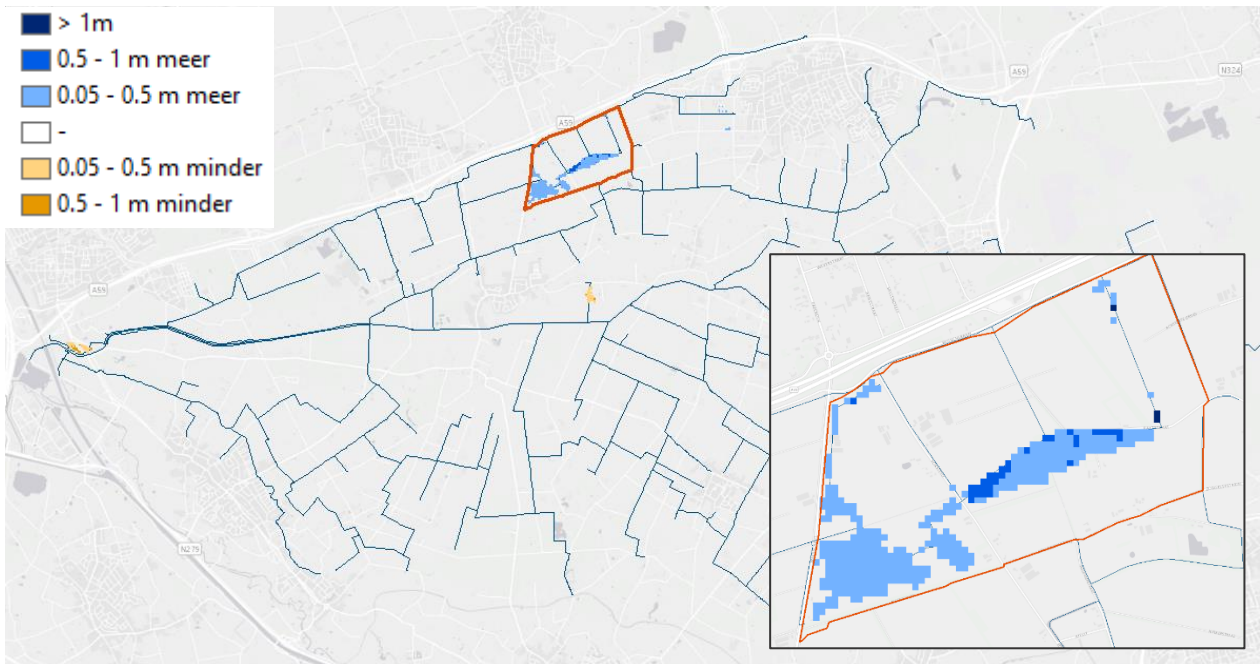 > 1m
0.5 - 1 m meer
0.05 - 0.5 m meer
-
0.05 - 0.5 m minder
0.5 - 1 m minder
A59
N324
A59
A59
N279